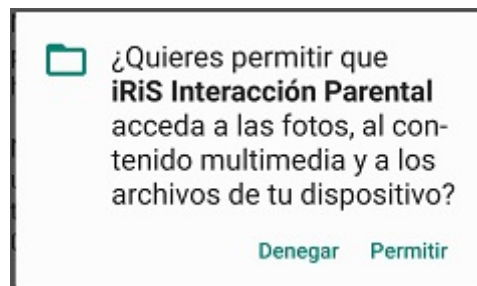 ¿Quieres permitir que
iRiS Interacción Parental
acceda a las fotos, al con-
tenido multimedia y a los
archivos de tu dispositivo?
Denegar Permitir